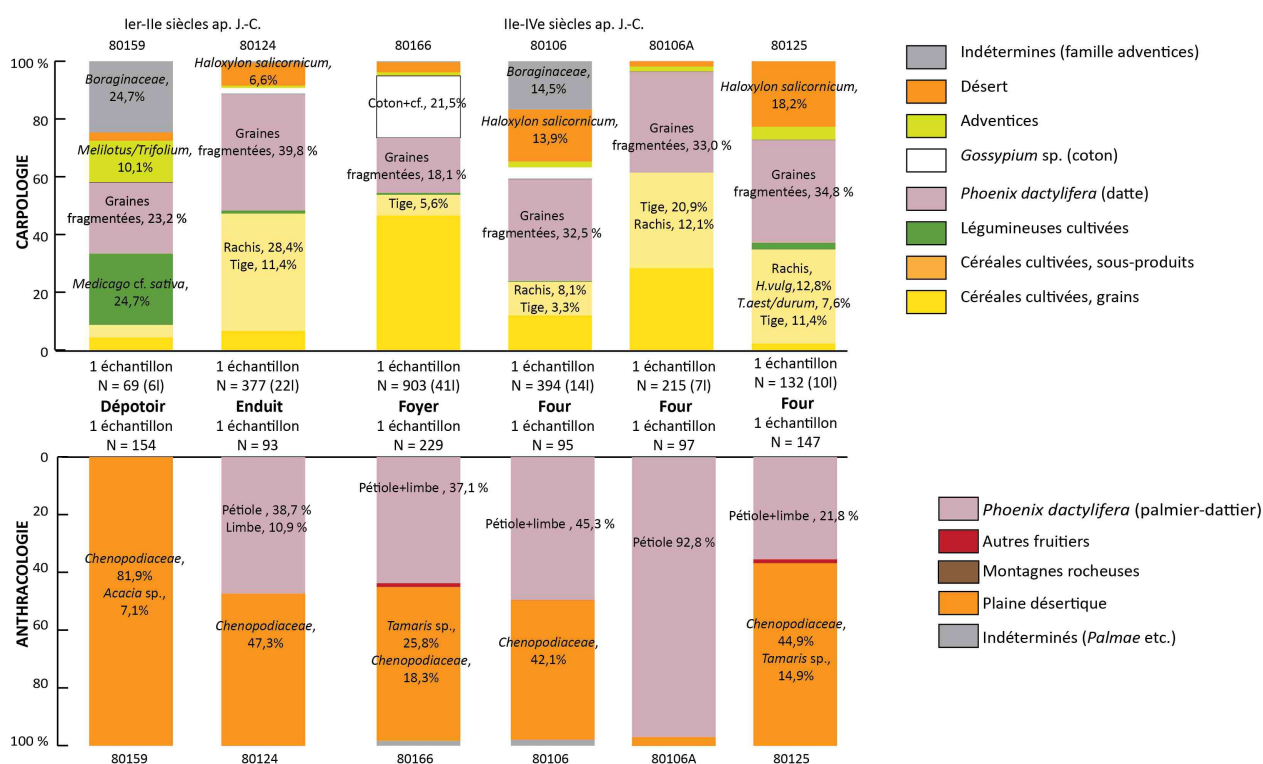 Ier-IIe siècles ap. J.-C.
IIe-IVe siècles ap. J.-C.
80159
80124
80166
80106
80106A
80125
CARPOLOGIE
100 %
80
60
40
20
0
Boraginaceae,
24,7%
Melilotus/Trifolium,
10,1%
Graines
fragmentées, 23,2 %
Medicago cf. sativa,
24,7%
Haloxylon salicornicum,
6,6%
Graines
fragmentées, 39,8 %
Rachis, 28,4%
Tige, 11,4%
Coton+cf., 21,5%
Graines
fragmentées, 18,1 %
Tige, 5,6%
Boraginaceae,
14,5%
Haloxylon salicornicum,
13,9%
Graines
fragmentées, 32,5 %
Rachis, 8,1%
Tige, 3,3%
Graines
fragmentées, 33,0 %
Tige, 20,9%
Rachis, 12,1%
Haloxylon salicornicum,
18,2%
Graines
fragmentées, 34,8 %
Rachis,
H.vulg,12,8%
T.aest/durum, 7,6%
Tige, 11,4%
Indétermines (famille adventices)
Désert
Adventices
Gossypium sp. (coton)
Phoenix dactylifera (datte)
Légumineuses cultivées
Céréales cultivées, sous-produits
Céréales cultivées, grains
1 échantillon
N = 69 (6l)
Dépotoir
1 échantillon
N = 154
1 échantillon
N = 377 (22l)
Enduit
1 échantillon
N = 93
1 échantillon
N = 903 (41l)
Foyer
1 échantillon
N = 229
1 échantillon
N = 394 (14l)
Four
1 échantillon
N = 95
1 échantillon
N = 215 (7l)
Four
1 échantillon
N = 97
1 échantillon
N = 132 (10l)
Four
1 échantillon
N = 147
ANTHRACOLOGIE
0
20
40
60
80
100 %
Chenopodiaceae,
81,9%
Acacia sp.,
7,1%
Pétiole , 38,7 %
Limbe , 10,9 %
Chenopodiaceae,
47,3%
Pétiole+limbe , 37,1 %
Tamaris sp.,
25,8%
Chenopodiaceae,
18,3%
Pétiole+limbe , 45,3 %
Chenopodiaceae,
42,1%
Pétiole 92,8 %
Pétiole+limbe , 21,8 %
Chenopodiaceae,
44,9%
Tamaris sp.,
14,9%
Phoenix dactylifera (palmier-dattier)
Autres fruitiers
Montagnes rocheuses
Plaine désertique
Indéterminés (Palmae etc.)
80159
80124
80166
80106
80106A
80125